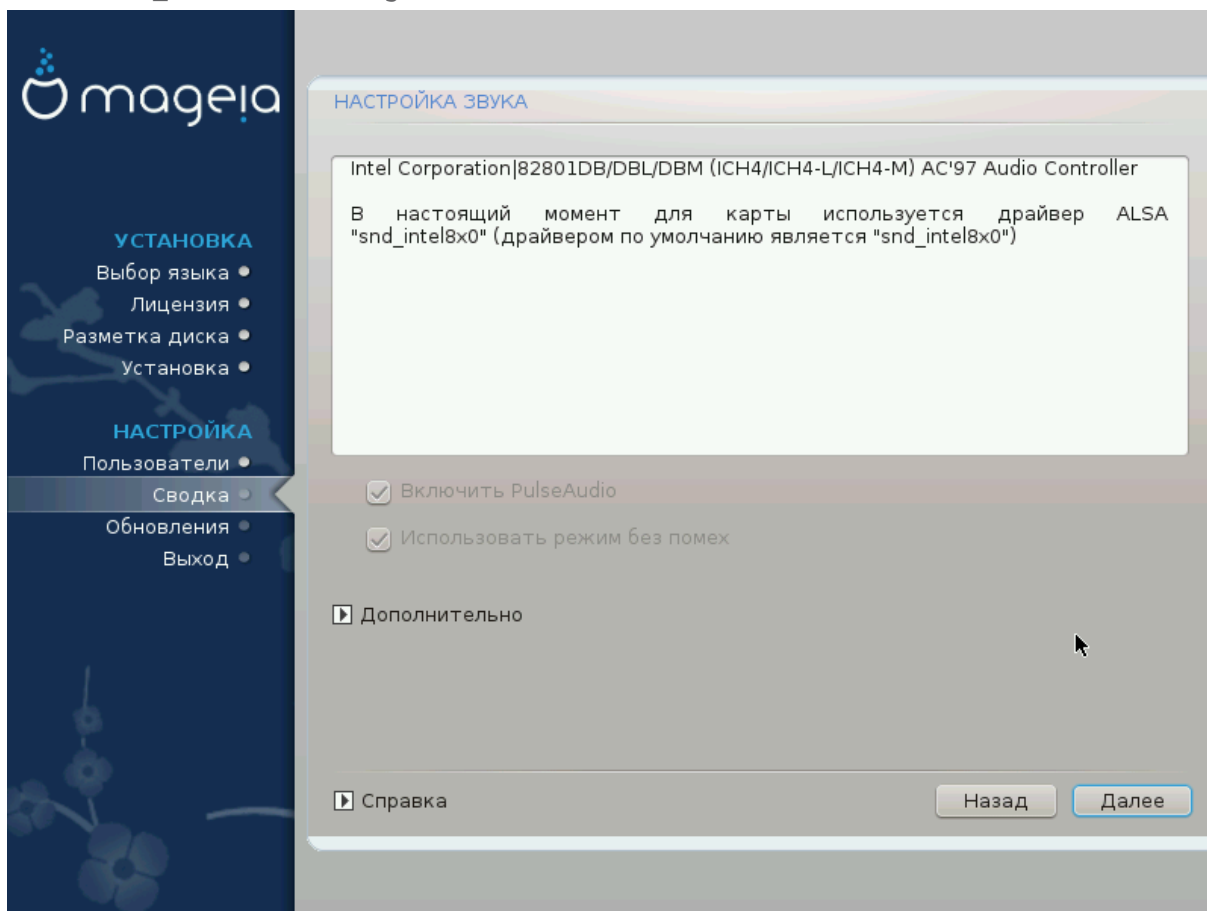 mageia
УСТАНОВКА
Выбор языка
Лицензия
Разметка диска
Установка
НАСТРОЙКА
Пользователи
Сводка
Обновления
Выход
НАСТРОЙКА ЗВУКА
Intel Corporation|82801DB/DBL/DBM (ICH4/ICH4-L/ICH4-M) AC'97 Audio Controller
В настоящий момент для карты используется драйвер ALSA
"snd_intel8x0" (драйвером по умолчанию является "snd_intel8x0")
Включить PulseAudio
Использовать режим без помех
Дополнительно
Справка
Назад
Далее